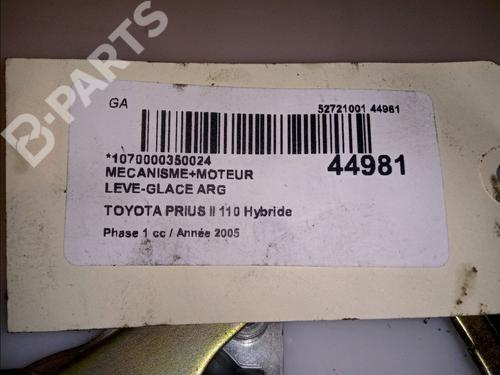 B-PARTS
GA
52721001 44981
*1070000350024
44981
MECANISME+MOTEUR
LEVE-GLACE ARG
TOYOTA PRIUS II 110 Hybride
Phase 1 cc / Année 2005